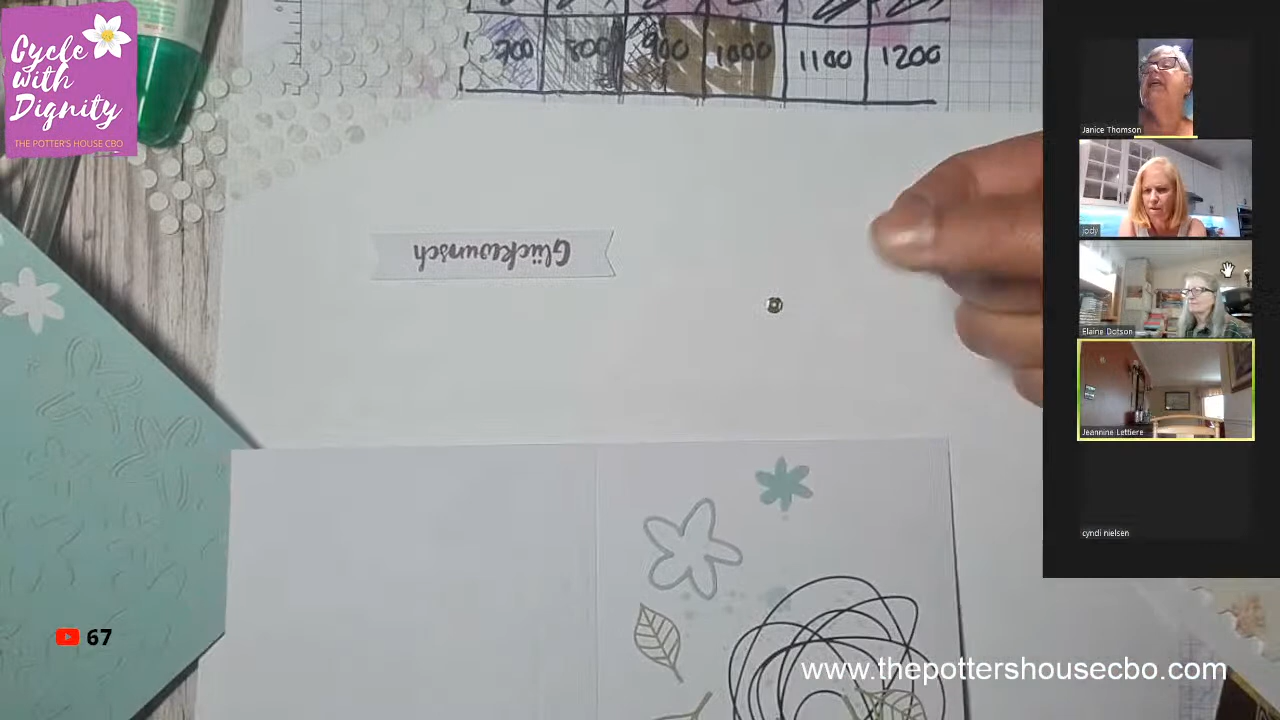 Cycle
with
Dignity
THE POTTER'S HOUSE CBO
700 800 900 1000 1100 1200
Glückwunsch
67
www.thepottershousecbo.com
Janice Thomson
jody
Elaine Dotson
Jeannine Lettiere
cyndi nielsen